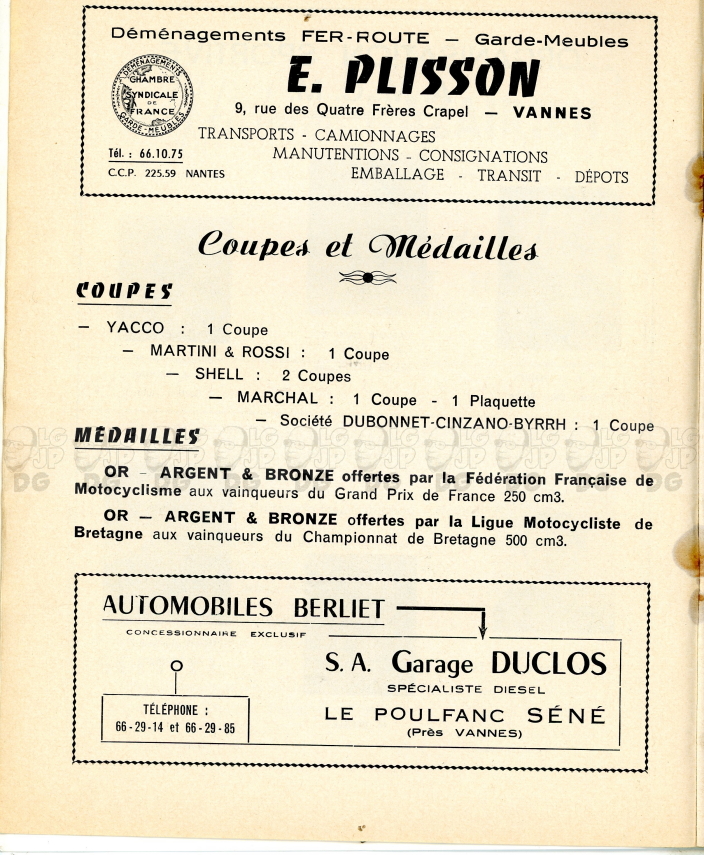 Déménagements FER-ROUTE — Garde-Meubles
E. PLISSON
DÉMÉNAGEMENTS
CHAMBRE
SYNDICALE
DE
FRANCE
GARDE-MEUBLES
9, rue des Quatre Frères Crapel — VANNES
TRANSPORTS - CAMIONNAGES
Tél. : 66.10.75
MANUTENTIONS - CONSIGNATIONS
C.C.P. 225.59 NANTES
EMBALLAGE - TRANSIT - DÉPOTS
Coupes et Médailles
COUPES
— YACCO : 1 Coupe
— MARTINI & ROSSI : 1 Coupe
— SHELL : 2 Coupes
— MARCHAL : 1 Coupe - 1 Plaquette
— Société DUBONNET-CINZANO-BYRRH : 1 Coupe
MÉDAILLES
OR - ARGENT & BRONZE offertes par la Fédération Française de
Motocyclisme aux vainqueurs du Grand Prix de France 250 cm3.
OR — ARGENT & BRONZE offertes par la Ligue Motocycliste de
Bretagne aux vainqueurs du Championnat de Bretagne 500 cm3.
AUTOMOBILES BERLIET
CONCESSIONNAIRE EXCLUSIF
S. A. Garage DUCLOS
SPÉCIALISTE DIESEL
TÉLÉPHONE :
66-29-14 et 66-29-85
LE POULFANC SÉNÉ
(Près VANNES)